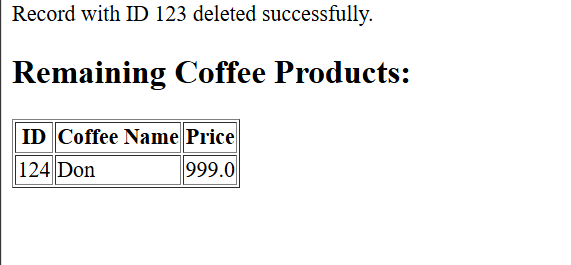 Record with ID 123 deleted successfully.
Remaining Coffee Products:
ID Coffee Name Price
124 Don 999.0